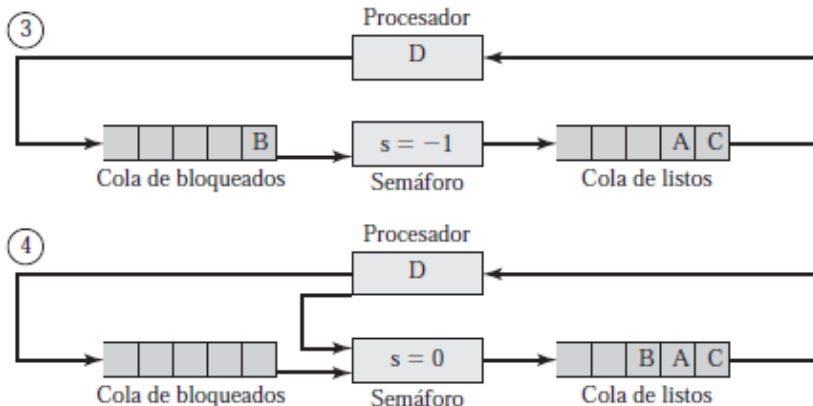 3
Procesador
D
B
s = −1
A C
Cola de bloqueados
Semáforo
Cola de listos
4
Procesador
D
s = 0
B A C
Cola de bloqueados
Semáforo
Cola de listos